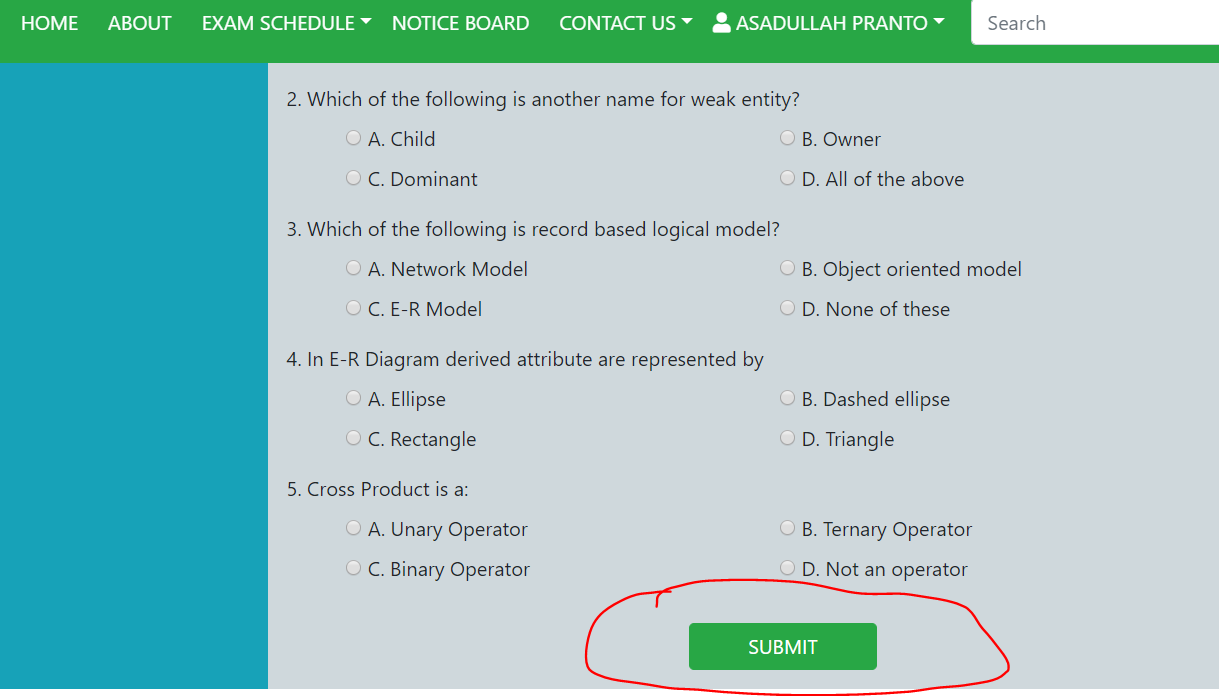 HOME ABOUT EXAM SCHEDULE NOTICE BOARD CONTACT US ASADULLAH PRANTO Search
2. Which of the following is another name for weak entity?
A. Child B. Owner
C. Dominant D. All of the above
3. Which of the following is record based logical model?
A. Network Model B. Object oriented model
C. E-R Model D. None of these
4. In E-R Diagram derived attribute are represented by
A. Ellipse B. Dashed ellipse
C. Rectangle D. Triangle
5. Cross Product is a:
A. Unary Operator B. Ternary Operator
C. Binary Operator D. Not an operator
SUBMIT